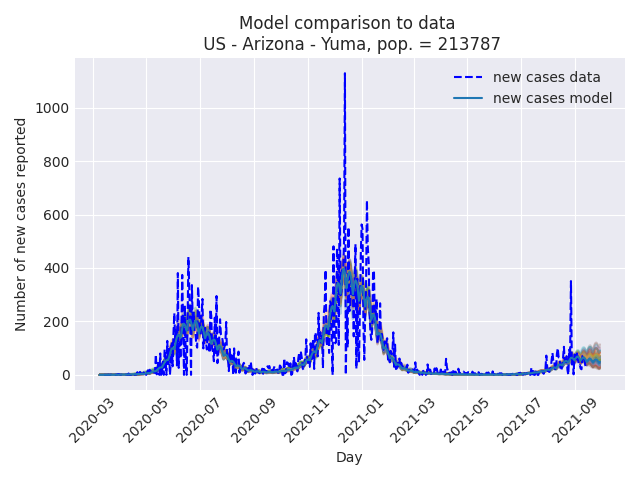 Model comparison to data
US - Arizona - Yuma, pop. = 213787
new cases data
new cases model
Number of new cases reported
1000
800
600
400
200
0
2020-03
2020-05
2020-07
2020-09
2020-11
2021-01
2021-03
2021-05
2021-07
2021-09
Day